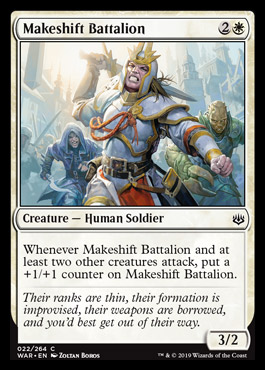 Makeshift Battalion 2
Creature — Human Soldier
Whenever Makeshift Battalion and at
least two other creatures attack, put a
+1/+1 counter on Makeshift Battalion.
Their ranks are thin, their formation is
improvised, their weapons are borrowed,
and you'd best get out of their way.
3/2
022/264 C
WAR • EN Zoltan Boros
™ & © 2019 Wizards of the Coast